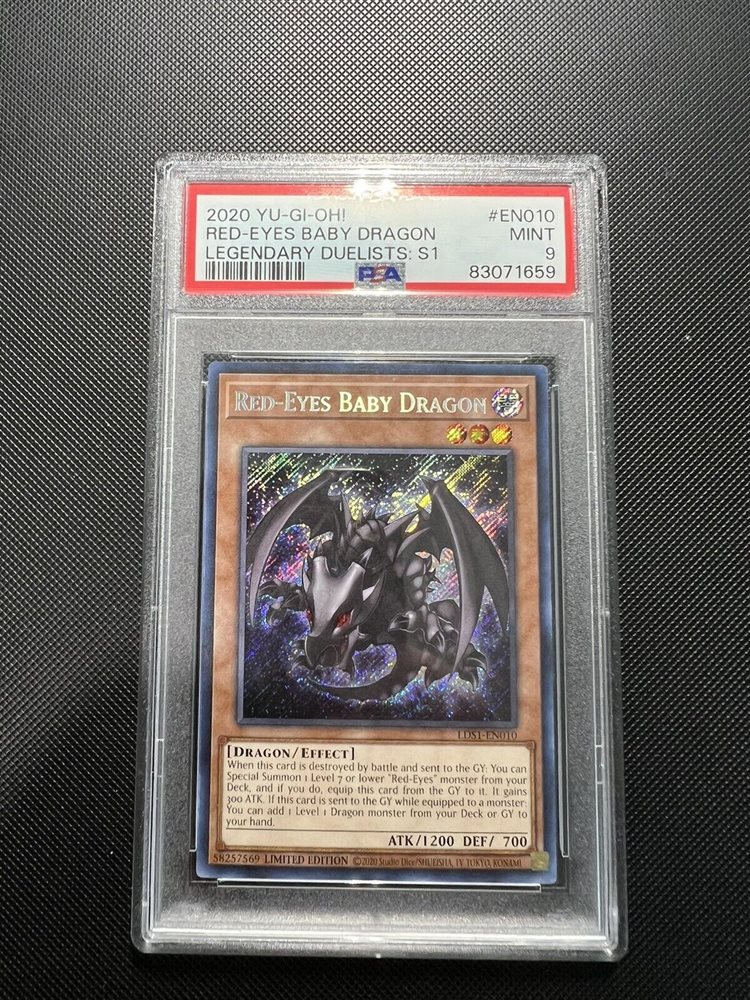 2020 YU-GI-OH! #EN010
RED-EYES BABY DRAGON MINT
LEGENDARY DUELISTS: S1 9
PSA 83071659
RED-EYES BABY DRAGON
LDS1-EN010
[DRAGON/EFFECT]
When this card is destroyed by battle and sent to the GY: You can
Special Summon 1 Level 7 or lower "Red-Eyes" monster from your
Deck, and if you do, equip this card from the GY to it. It gains
300 ATK. If this card is sent to the GY while equipped to a monster:
You can add 1 Level 1 Dragon monster from your Deck or GY to
your hand.
ATK/1200 DEF/ 700
58257569 LIMITED EDITION ©2020 Studio Dice/SHUEISHA, TV TOKYO, KONAMI